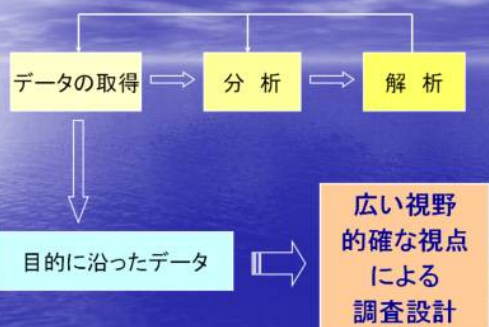 データの取得
分 析
解 析
目的に沿ったデータ
広い視野
的確な視点
による
調査設計